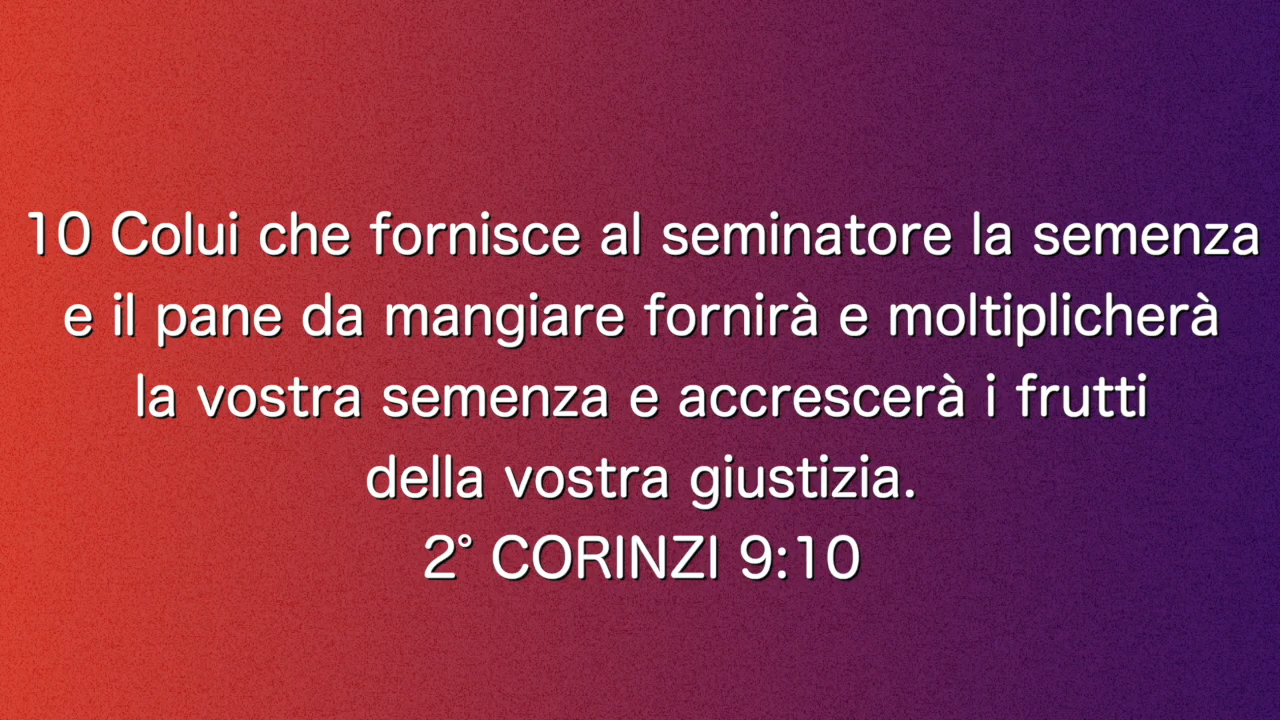 10 Colui che fornisce al seminatore la semenza
e il pane da mangiare fornirà e moltiplicherà
la vostra semenza e accrescerà i frutti
della vostra giustizia.
2° CORINZI 9:10